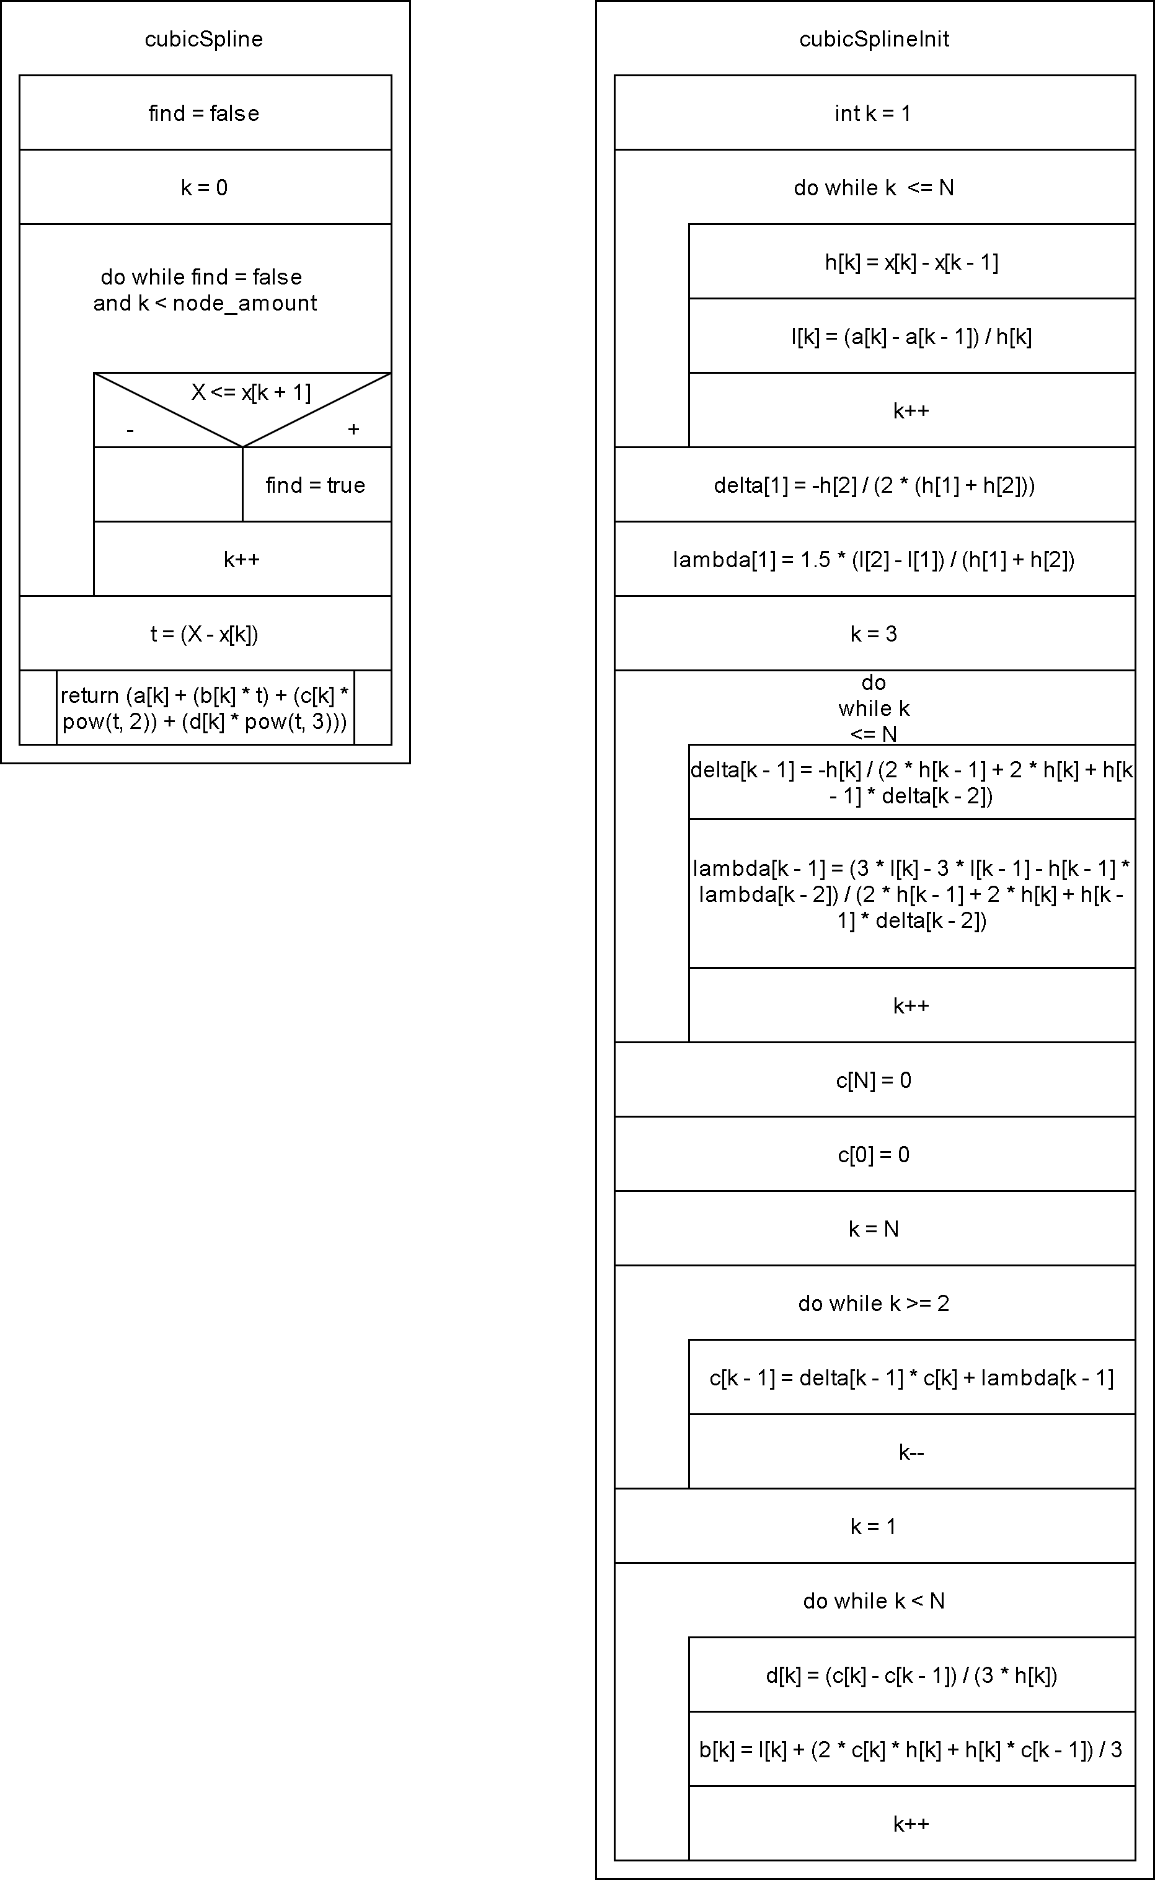 cubicSpline
find = false
k = 0
do while find = false
and k < node_amount
X <= x[k + 1]
-
+
find = true
k++
t = (X - x[k])
return (a[k] + (b[k] * t) + (c[k] *
pow(t, 2)) + (d[k] * pow(t, 3)))
cubicSplineInit
int k = 1
do while k <= N
h[k] = x[k] - x[k - 1]
l[k] = (a[k] - a[k - 1]) / h[k]
k++
delta[1] = -h[2] / (2 * (h[1] + h[2]))
lambda[1] = 1.5 * (l[2] - l[1]) / (h[1] + h[2])
k = 3
do
while k
<= N
delta[k - 1] = -h[k] / (2 * h[k - 1] + 2 * h[k] + h[k
- 1] * delta[k - 2])
lambda[k - 1] = (3 * l[k] - 3 * l[k - 1] - h[k - 1] *
lambda[k - 2]) / (2 * h[k - 1] + 2 * h[k] + h[k -
1] * delta[k - 2])
k++
c[N] = 0
c[0] = 0
k = N
do while k >= 2
c[k - 1] = delta[k - 1] * c[k] + lambda[k - 1]
k--
k = 1
do while k < N
d[k] = (c[k] - c[k - 1]) / (3 * h[k])
b[k] = l[k] + (2 * c[k] * h[k] + h[k] * c[k - 1]) / 3
k++